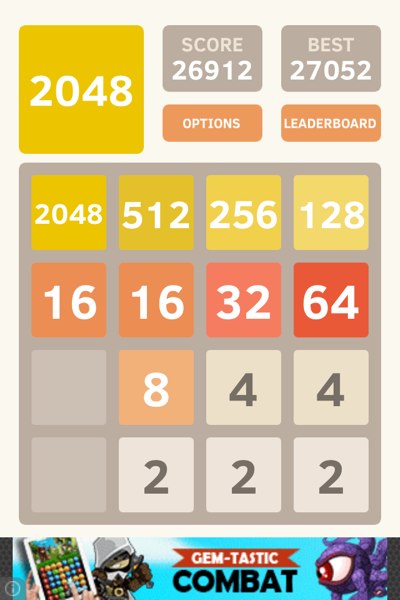 2048
SCORE
26912
BEST
27052
OPTIONS
LEADERBOARD
2048 512 256 128
16 16 32 64
8 4 4
2 2 2
GEM-TASTIC
COMBAT